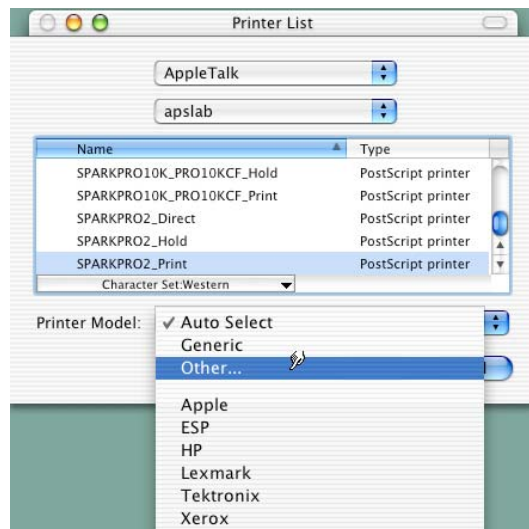 Printer List
AppleTalk
apslab
Name Type
SPARKPRO10K_PRO10KCF_Hold PostScript printer
SPARKPRO10K_PRO10KCF_Print PostScript printer
SPARKPRO2_Direct PostScript printer
SPARKPRO2_Hold PostScript printer
SPARKPRO2_Print PostScript printer
Character Set:Western
Printer Model: ✓ Auto Select
Generic
Other...
Apple
ESP
HP
Lexmark
Tektronix
Xerox